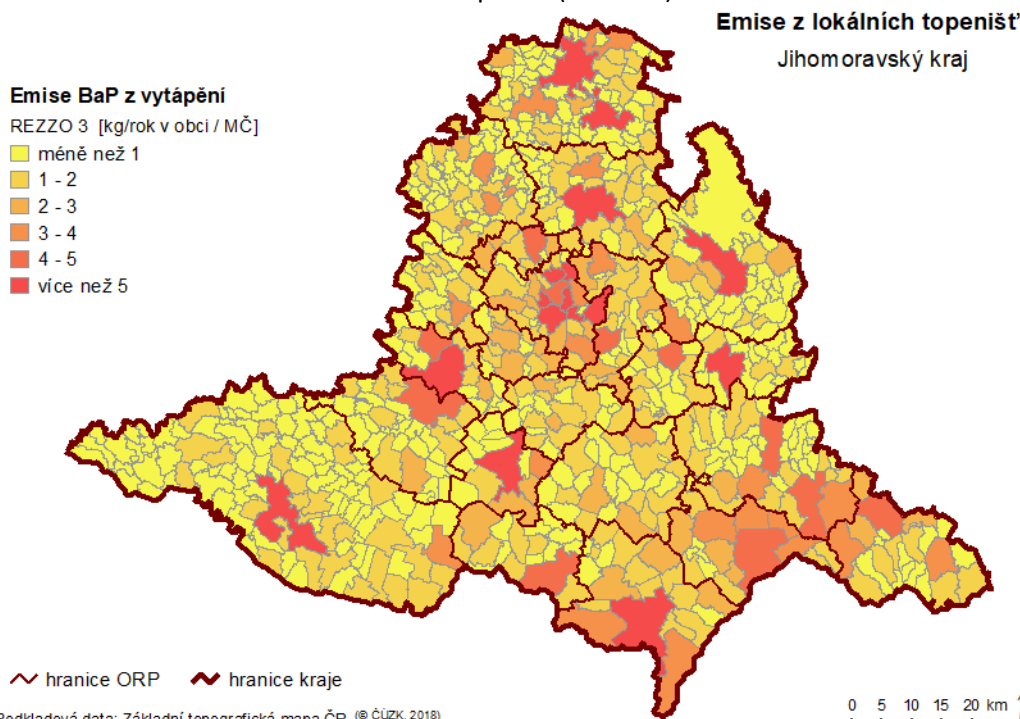 Emise z lokálních topenišť
Jihomoravský kraj
Emise BaP z vytápění
REZZO 3 [kg/rok v obci / MČ]
méně než 1
1 - 2
2 - 3
3 - 4
4 - 5
více než 5
hranice ORP
hranice kraje
0 5 10 15 20 km
Podkladová data: Základní topografická mapa ČR (© ČÚZK, 2018)